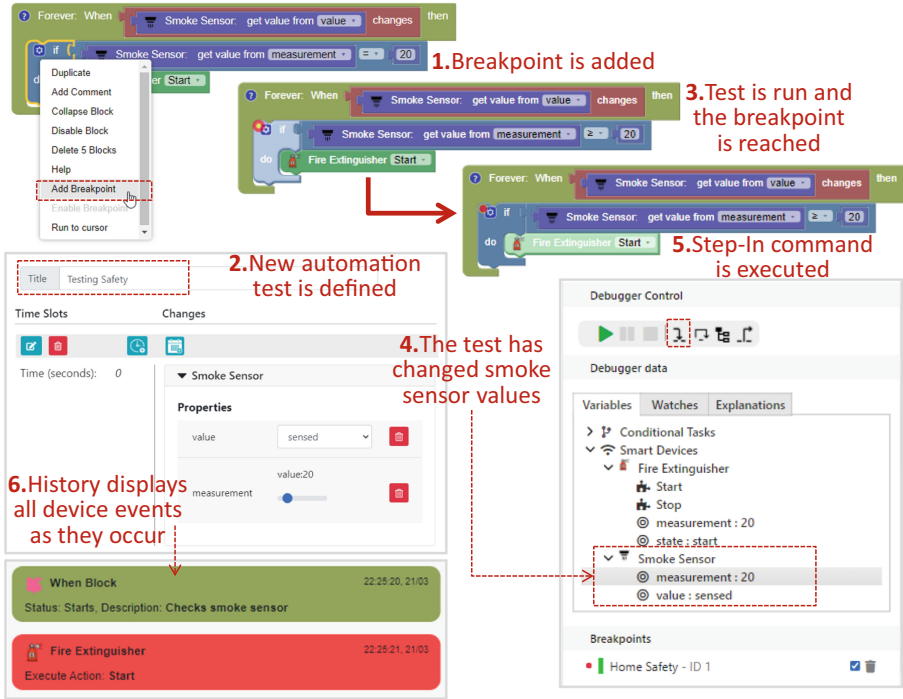 Forever: When Smoke Sensor: get value from value changes then
if Smoke Sensor: get value from measurement = 20
Start
Duplicate
Add Comment
Collapse Block
Disable Block
Delete 5 Blocks
Help
Add Breakpoint
Enable Breakpoint
Run to cursor
1.Breakpoint is added
Forever: When Smoke Sensor: get value from value changes then
if Smoke Sensor: get value from measurement ≥ 20
do Fire Extinguisher Start
3.Test is run and
the breakpoint
is reached
Forever: When Smoke Sensor: get value from value changes then
if Smoke Sensor: get value from measurement ≥ 20
do Fire Extinguisher Start
5.Step-In command
is executed
2.New automation
test is defined
Title Testing Safety
Time Slots Changes
Time (seconds): 0
Smoke Sensor
Properties
value sensed
value:20
measurement
4.The test has
changed smoke
sensor values
6.History displays
all device events
as they occur
When Block 22:25:20, 21/03
Status: Starts, Description: Checks smoke sensor
Fire Extinguisher 22:25:21, 21/03
Execute Action: Start
Debugger Control
Debugger data
Variables Watches Explanations
Conditional Tasks
Smart Devices
Fire Extinguisher
Start
Stop
measurement : 20
state : start
Smoke Sensor
measurement : 20
value : sensed
Breakpoints
Home Safety - ID 1